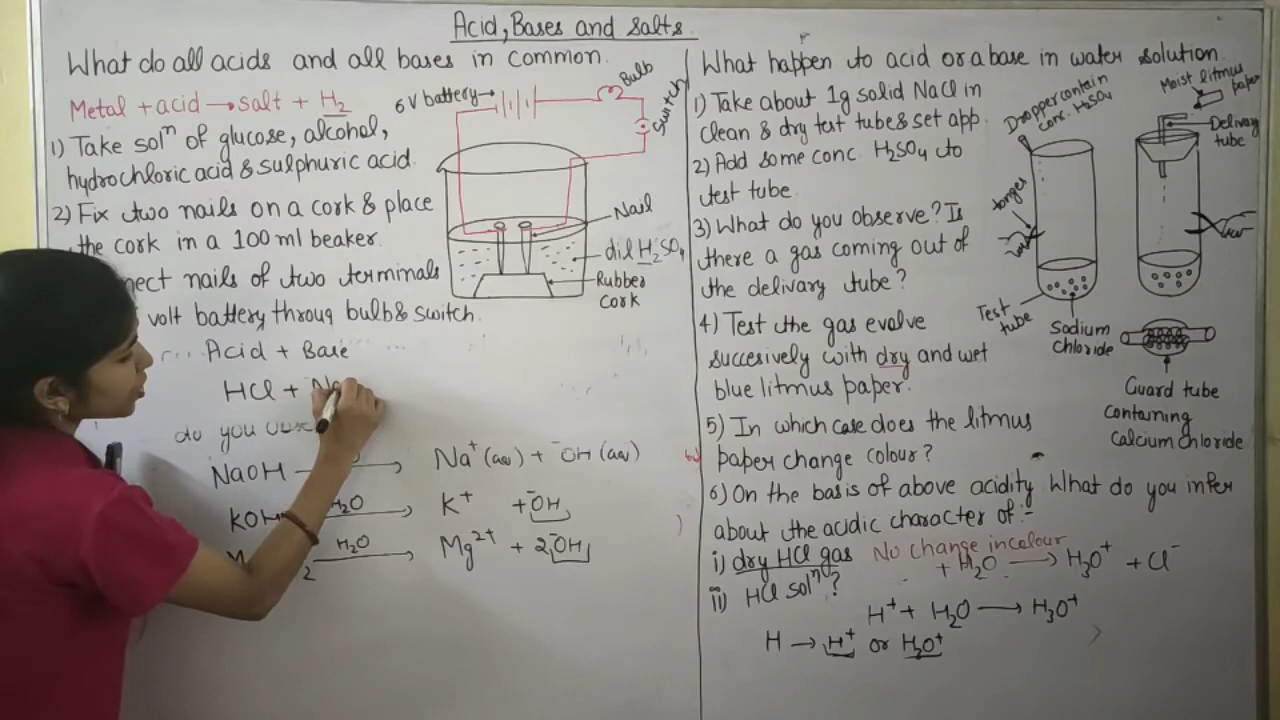 Acid, Bases and Salts.
What do all acids and all bases in common.
Metal + acid → salt + H2
1) Take solⁿ of glucose, alcohol,
hydrochloric acid & sulphuric acid.
2) Fix two nails on a cork & place
the cork in a 100 ml beaker.
nect nails of two terminals
volt battery throug bulb & switch.
6V battery →
Bulb
Switch
Nail
dil H2SO4
Rubber
cork
Acid + Base
HCl + Na
do you
NaOH → Na⁺ (aq) + ⁻OH (aq)
KOH H2O → K⁺ + ⁻OH
2 H2O → Mg²⁺ + 2⁻OH
What happen to acid or a base in water solution.
1) Take about 1g solid NaCl in
clean & dry test tube & set app.
2) Add some conc. H2SO4 to
test tube.
3) What do you observe? Is
there a gas coming out of
the delivary tube?
4) Test the gas evolve
succesively with dry and wet
blue litmus paper.
5) In which case does the litmus
paper change colour?
6) On the basis of above acidity What do you infer
about the acidic character of:-
i) dry HCl gas No change in colour
+ H2O → H3O⁺ + Cl⁻
ii) HCl solⁿ?
H⁺ + H2O → H3O⁺
H → H⁺ or H3O⁺
Dropper contain
conc. H2SO4
Moist litmus
paper
Delivary
tube
tonges
Test
tube
Sodium
chloride
Guard tube
contaning
calcium chloride